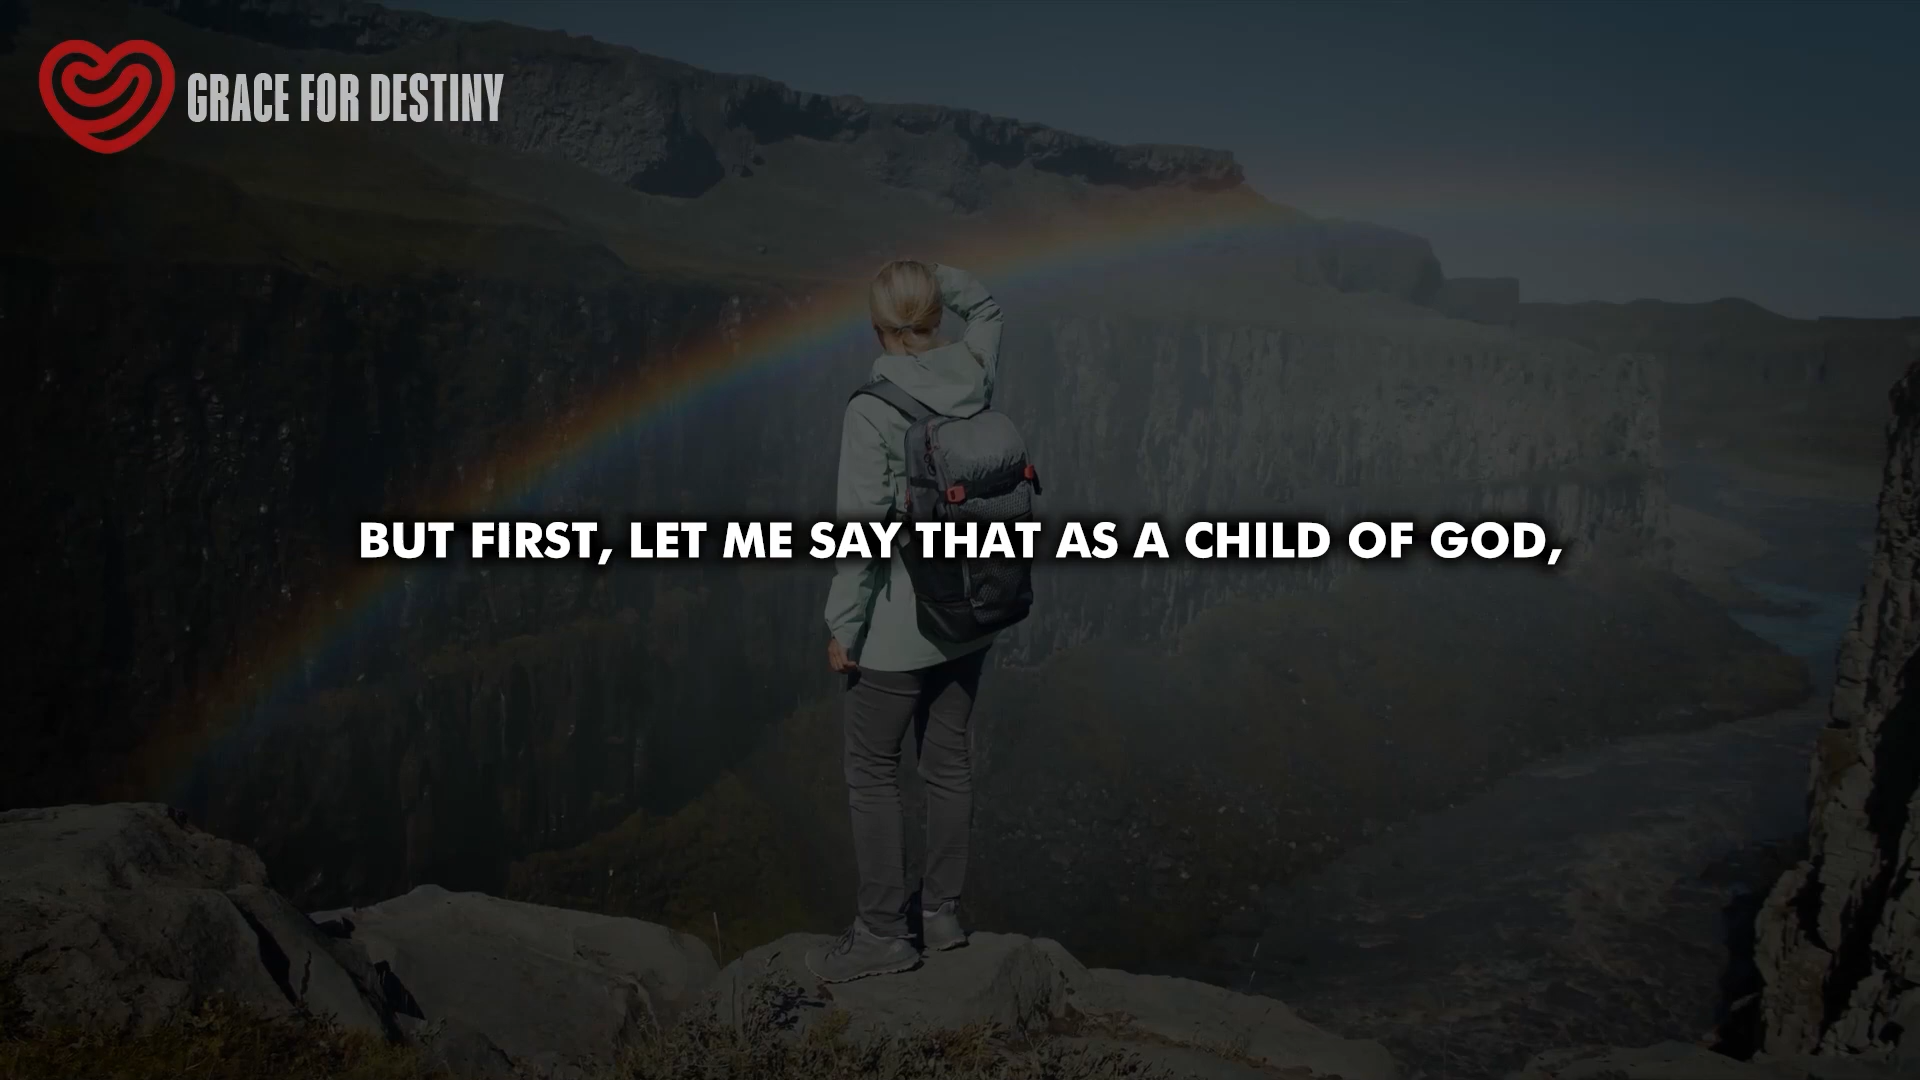 GRACE FOR DESTINY
BUT FIRST, LET ME SAY THAT AS A CHILD OF GOD,